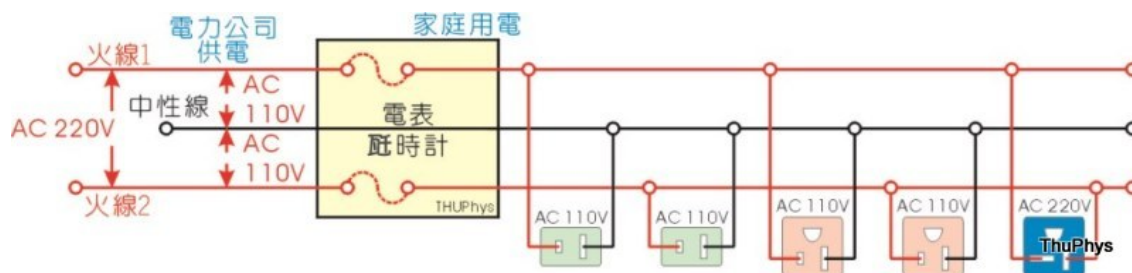 電力公司
供電
家庭用電
火線1
AC
110V
中性線
電表
瓩時計
AC 220V
AC
110V
火線2
THUPhys
AC 110V
AC 110V
AC 110V
AC 110V
AC 220V
ThuPhys